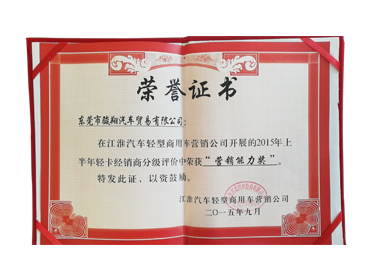 荣誉证书
东莞市骏翔汽车贸易有限公司：
在江淮汽车轻型商用车营销公司开展的2015年上
半年轻卡经销商分级评价中荣获“营销能力奖”。
特发此证，以资鼓励。
江淮汽车轻型商用车营销公司
二〇一五年九月